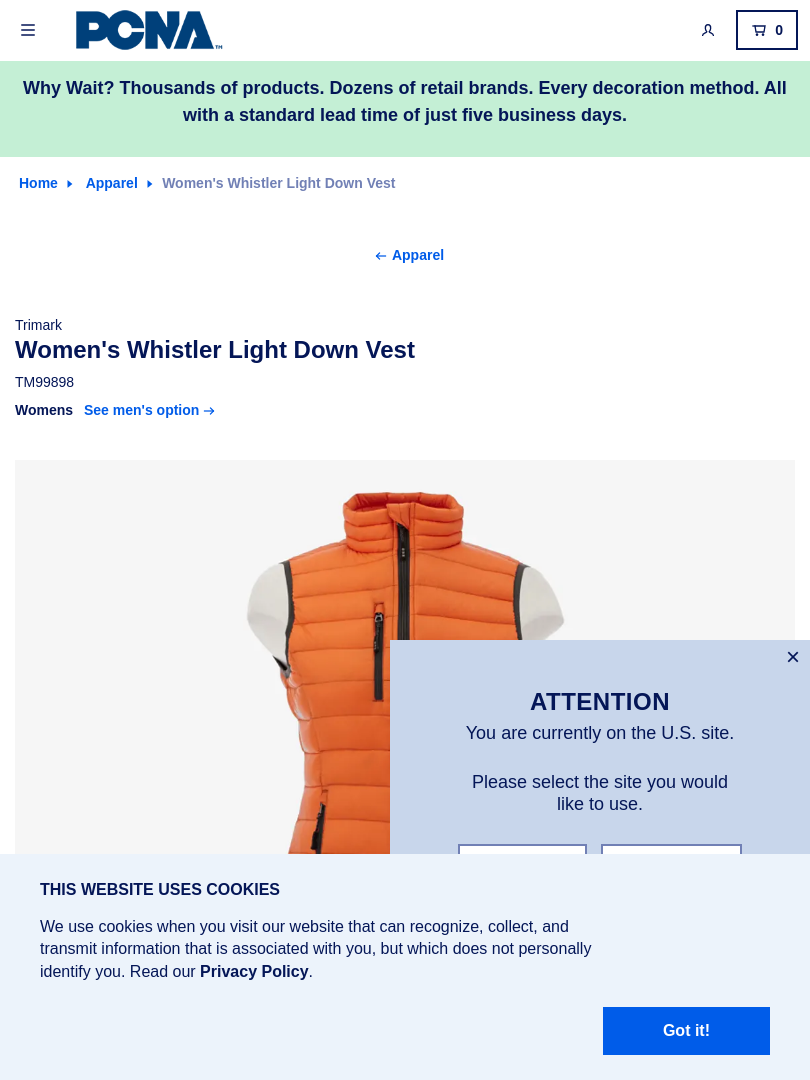 PCNA™
0
Why Wait? Thousands of products. Dozens of retail brands. Every decoration method. All
with a standard lead time of just five business days.
Home Apparel Women's Whistler Light Down Vest
Apparel
Trimark
Women's Whistler Light Down Vest
TM99898
Womens See men's option
ATTENTION
You are currently on the U.S. site.
Please select the site you would
like to use.
THIS WEBSITE USES COOKIES
We use cookies when you visit our website that can recognize, collect, and
transmit information that is associated with you, but which does not personally
identify you. Read our Privacy Policy.
Got it!